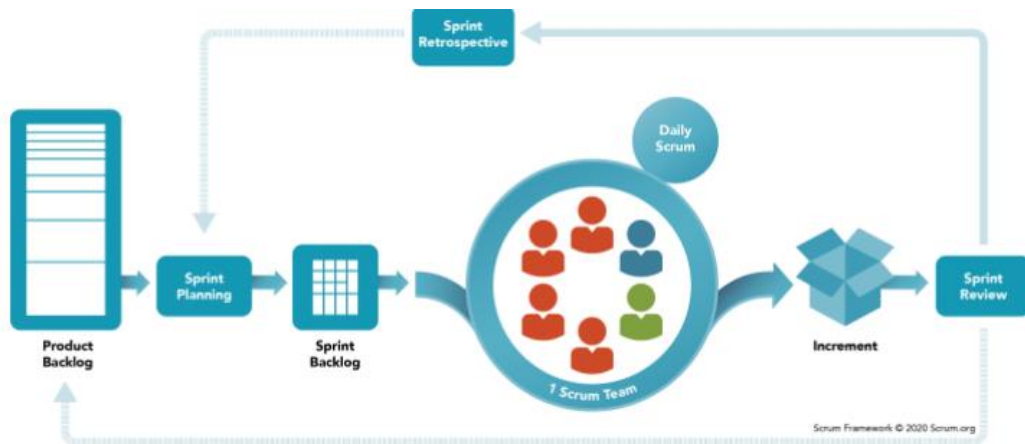 Sprint
Retrospective
Daily
Scrum
Sprint
Planning
Sprint
Review
Product
Backlog
Sprint
Backlog
Increment
1 Scrum Team
Scrum Framework © 2020 Scrum.org